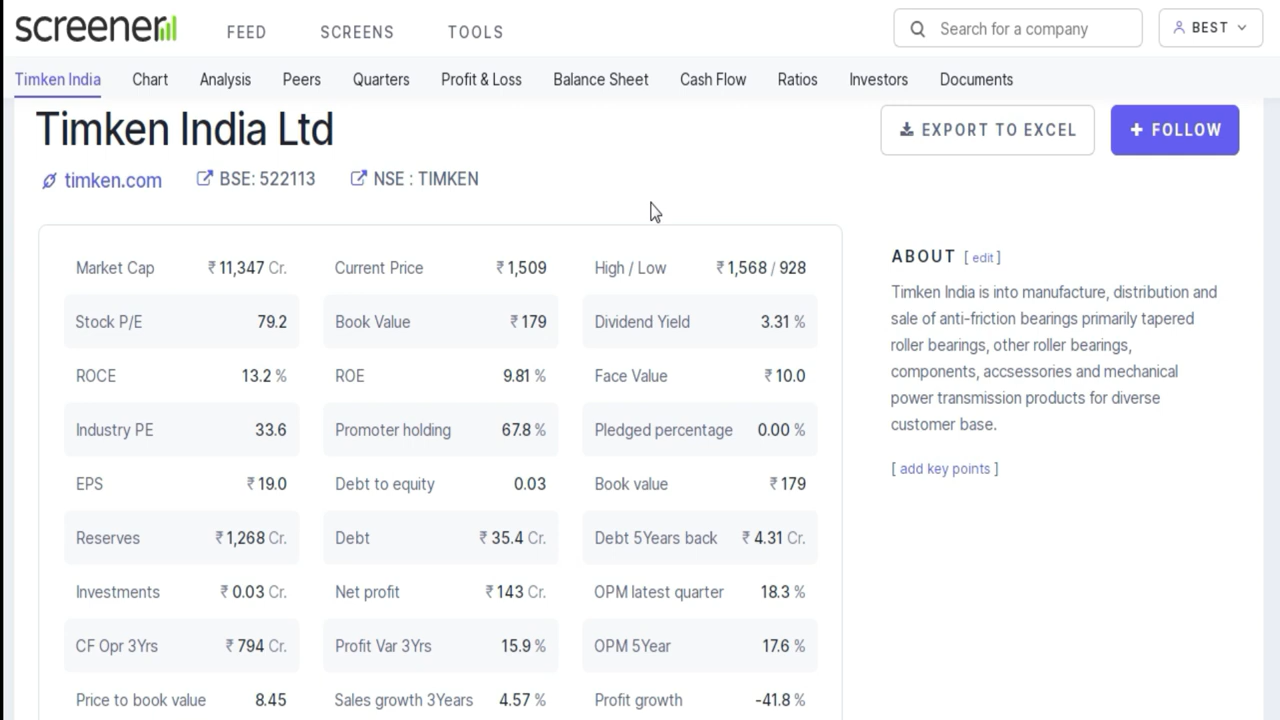 screener
FEED SCREENS TOOLS
Search for a company
BEST
Timken India Chart Analysis Peers Quarters Profit & Loss Balance Sheet Cash Flow Ratios Investors Documents
Timken India Ltd
EXPORT TO EXCEL
+ FOLLOW
timken.com BSE: 522113 NSE : TIMKEN
Market Cap ₹ 11,347 Cr. Current Price ₹ 1,509 High / Low ₹ 1,568 / 928
Stock P/E 79.2 Book Value ₹ 179 Dividend Yield 3.31 %
ROCE 13.2 % ROE 9.81 % Face Value ₹ 10.0
Industry PE 33.6 Promoter holding 67.8 % Pledged percentage 0.00 %
EPS ₹ 19.0 Debt to equity 0.03 Book value ₹ 179
Reserves ₹ 1,268 Cr. Debt ₹ 35.4 Cr. Debt 5Years back ₹ 4.31 Cr.
Investments ₹ 0.03 Cr. Net profit ₹ 143 Cr. OPM latest quarter 18.3 %
CF Opr 3Yrs ₹ 794 Cr. Profit Var 3Yrs 15.9 % OPM 5Year 17.6 %
Price to book value 8.45 Sales growth 3Years 4.57 % Profit growth -41.8 %
ABOUT [ edit ]
Timken India is into manufacture, distribution and
sale of anti-friction bearings primarily tapered
roller bearings, other roller bearings,
components, accsessories and mechanical
power transmission products for diverse
customer base.
[ add key points ]